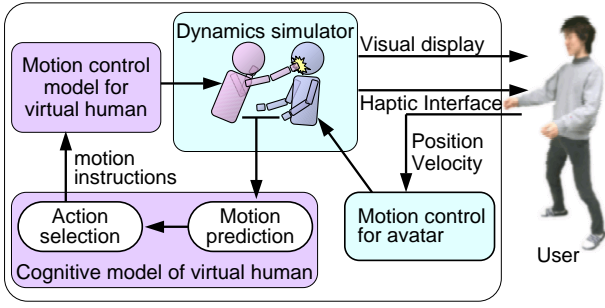 Dynamics simulator
Motion control
model for
virtual human
Visual display
Haptic Interface
Position
Velocity
motion
instructions
Action
selection
Motion
prediction
Cognitive model of virtual human
Motion control
for avatar
User